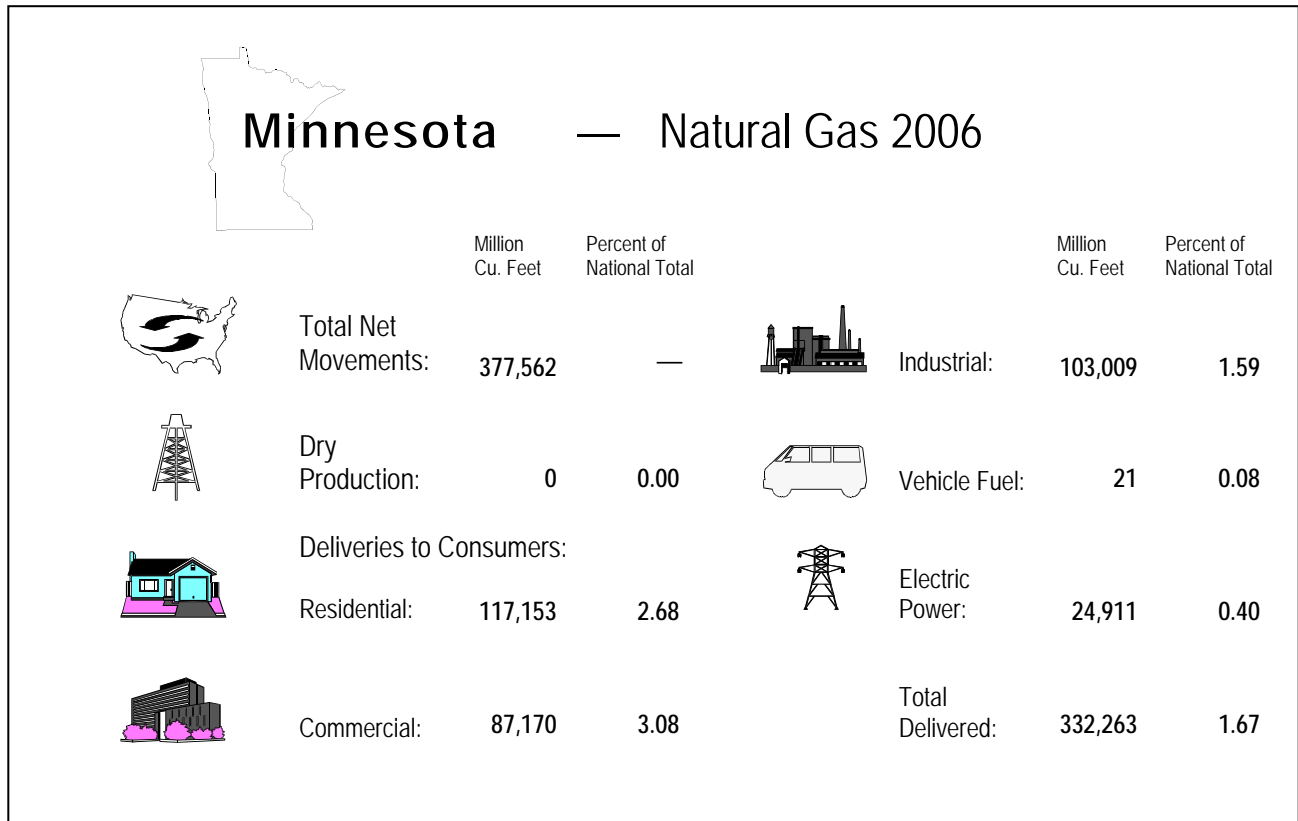 Minnesota — Natural Gas 2006
Million Cu. Feet Percent of National Total
Total Net Movements: 377,562 —
Dry Production: 0 0.00
Deliveries to Consumers:
Residential: 117,153 2.68
Commercial: 87,170 3.08
Million Cu. Feet Percent of National Total
Industrial: 103,009 1.59
Vehicle Fuel: 21 0.08
Electric Power: 24,911 0.40
Total Delivered: 332,263 1.67